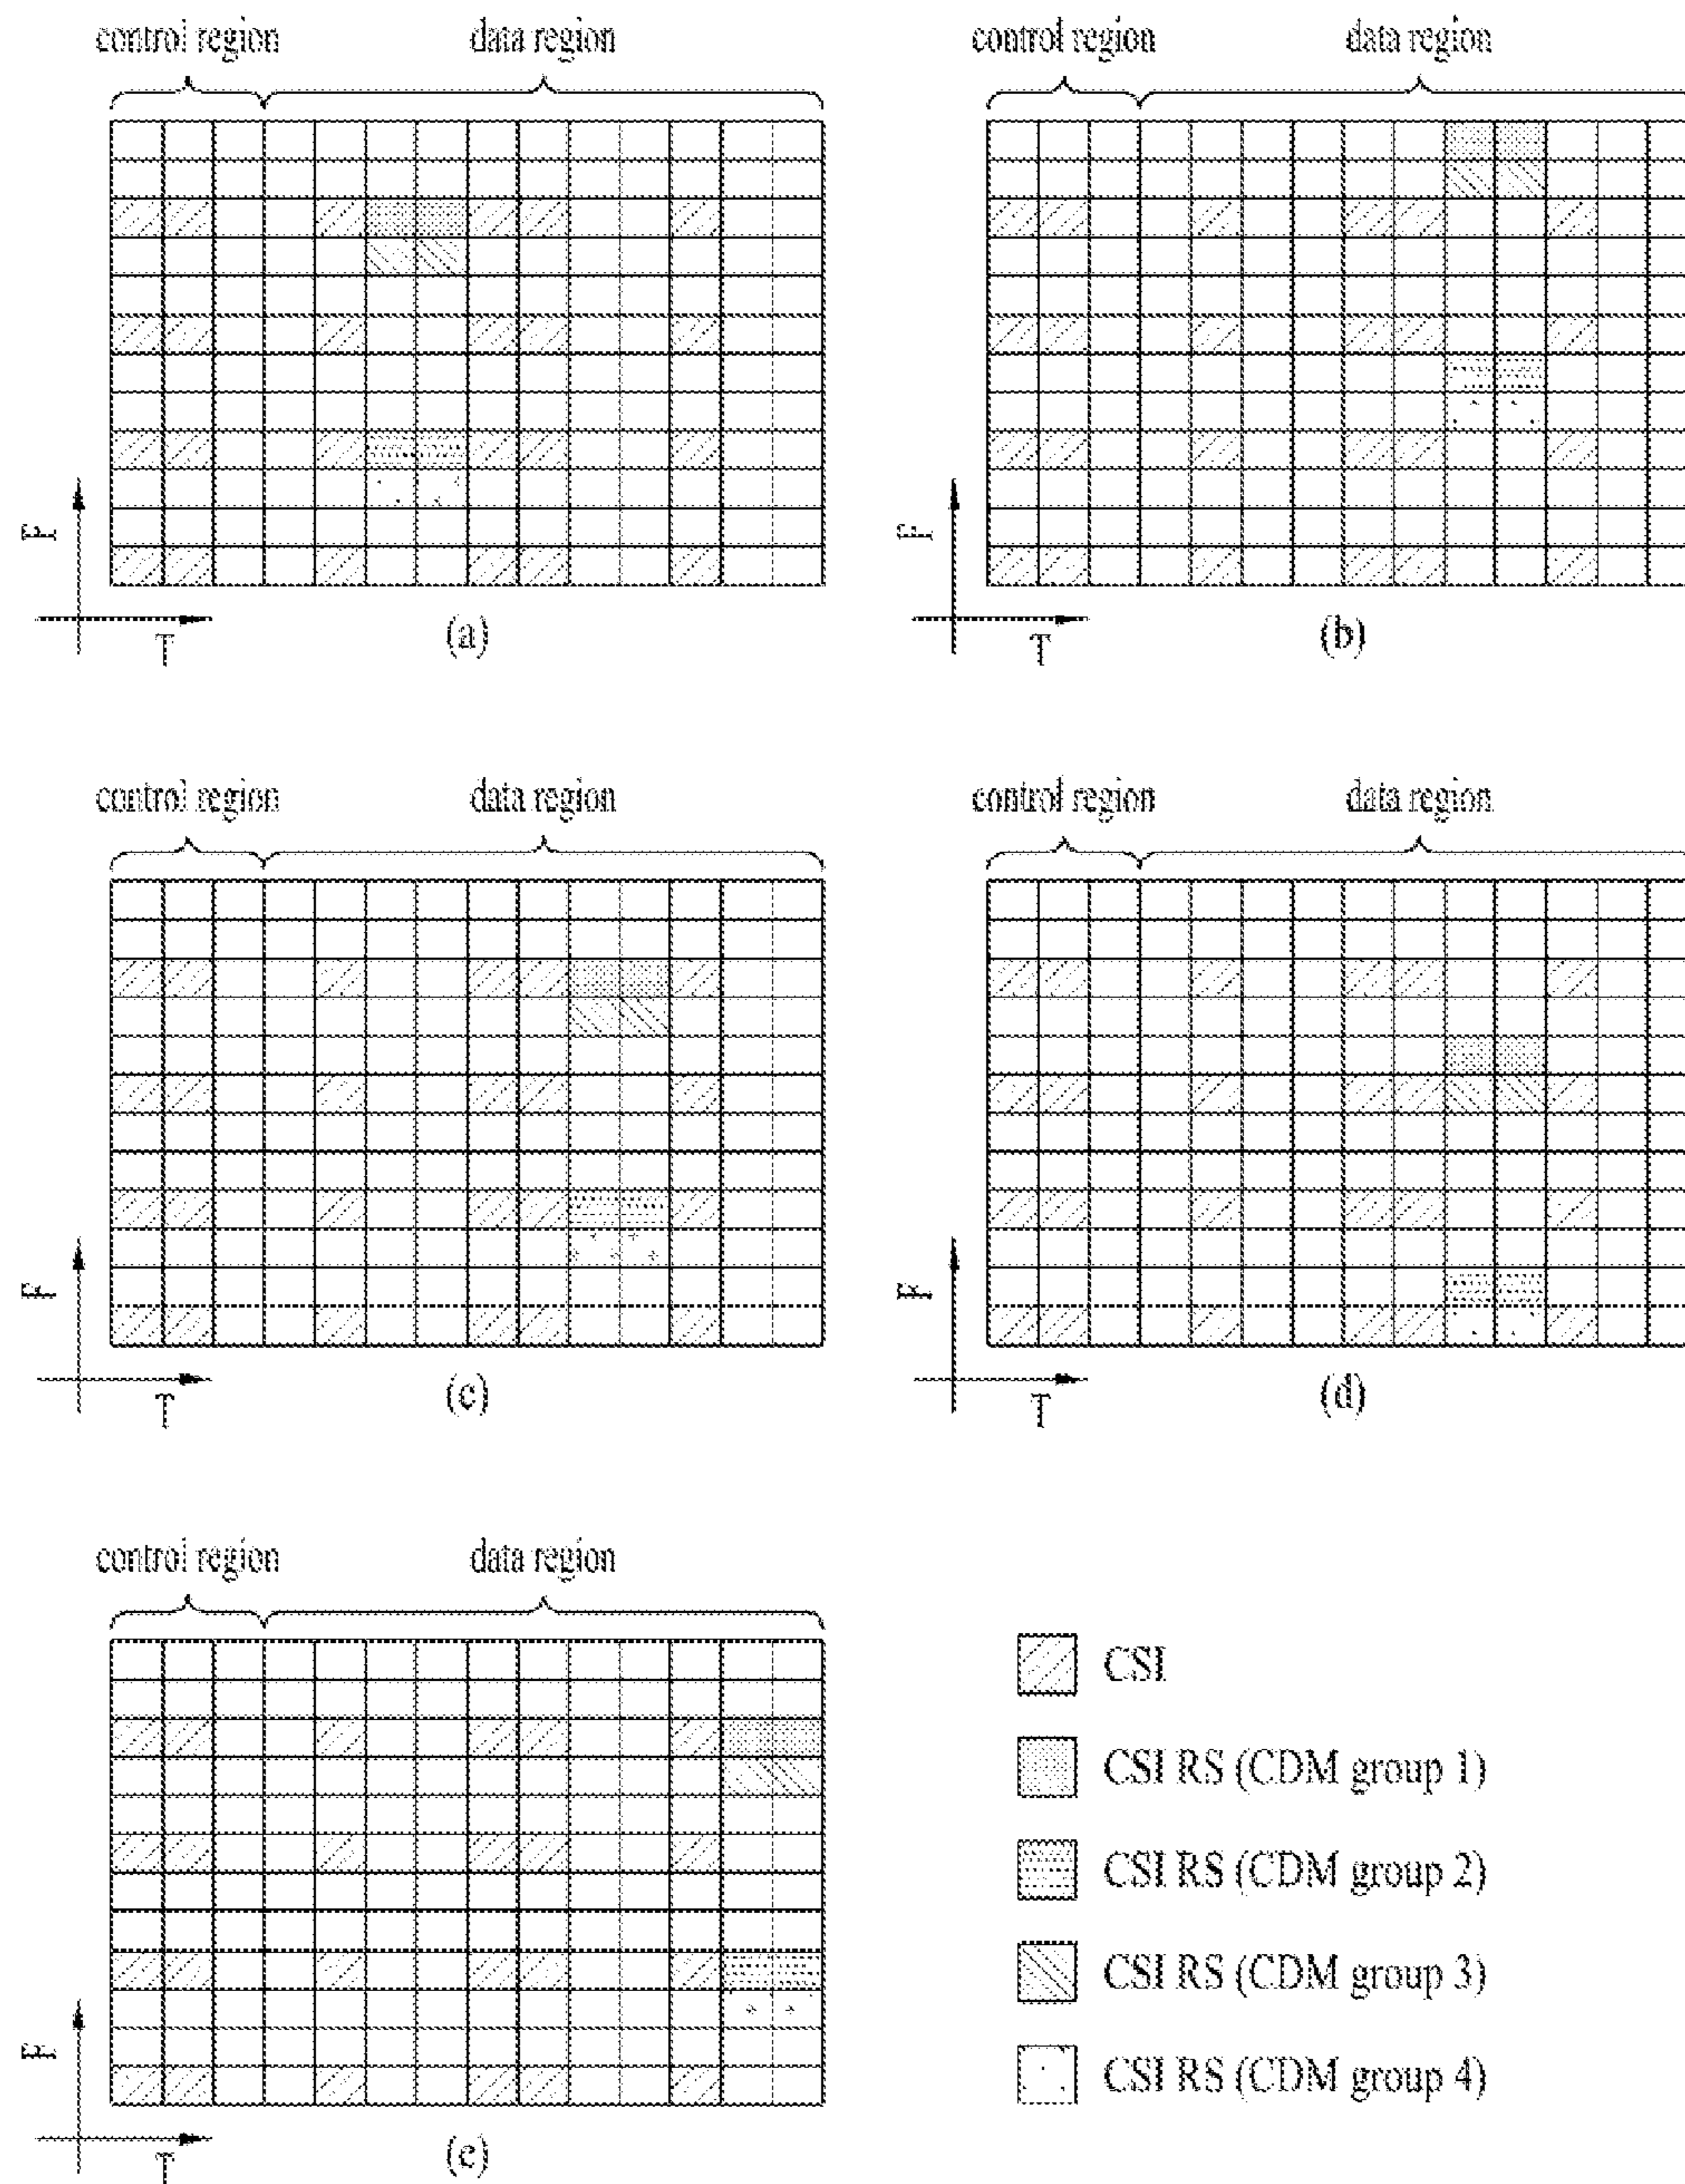 control region data region
control region data region
F
T
(a)
F
T
(b)
control region data region
control region data region
F
T
(c)
F
T
(d)
control region data region
F
T
(e)
CSI
CSI RS (CDM group 1)
CSI RS (CDM group 2)
CSI RS (CDM group 3)
CSI RS (CDM group 4)